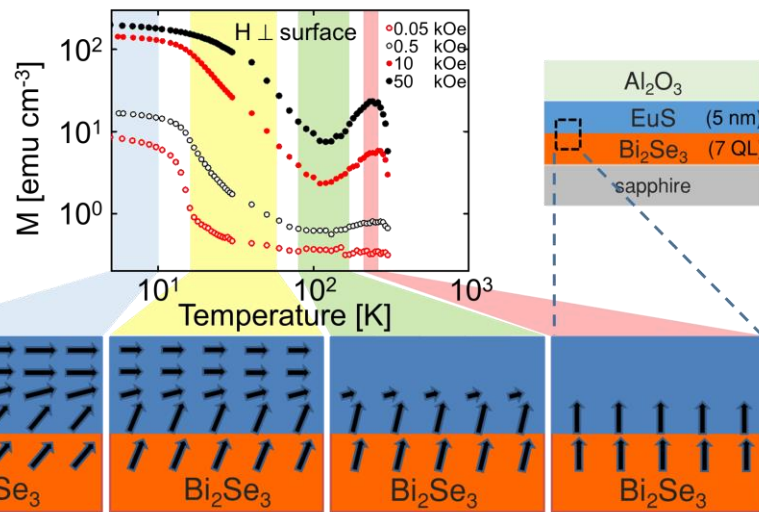 H ⊥ surface
0.05 kOe
0.5 kOe
10 kOe
50 kOe
M [emu cm⁻³]
10²
10¹
10⁰
10¹
10²
10³
Temperature [K]
Al₂O₃
EuS (5 nm)
Bi₂Se₃ (7 QL
sapphire
Se₃
Bi₂Se₃
Bi₂Se₃
Bi₂Se₃